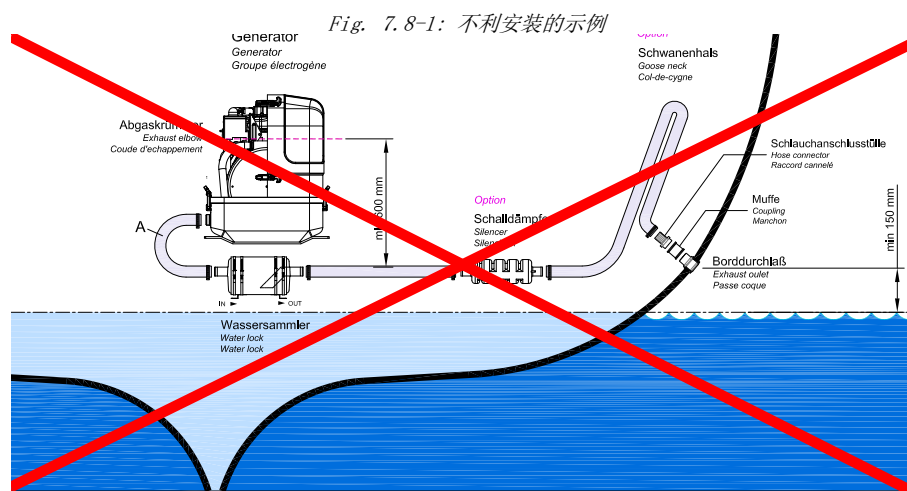 Fig. 7.8-1: 不利安装的示例
Generator
Generator
Groupe électrogène
Option
Schwanenhals
Goose neck
Col-de-cygne
Abgaskrümmer
Exhaust elbow
Coude d'echappement
Schlauchanschlusstülle
Hose connector
Raccord cannelé
Option
Schalldämpfer
Silencer
min 600 mm
Muffe
Coupling
Manchon
min 150 mm
A
Borddurchlaß
Exhaust oulet
Passe coque
IN
OUT
Wassersammler
Water lock
Water lock